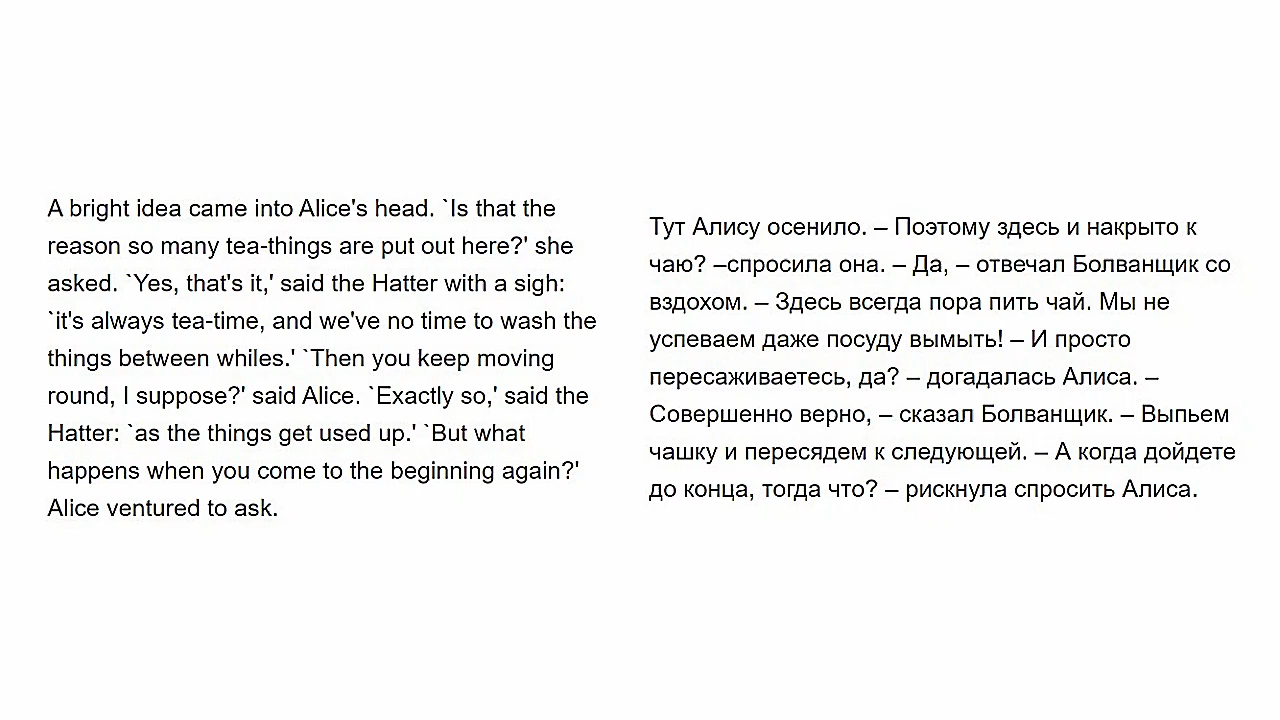 A bright idea came into Alice's head. `Is that the
reason so many tea-things are put out here?' she
asked. `Yes, that's it,' said the Hatter with a sigh:
`it's always tea-time, and we've no time to wash the
things between whiles.' `Then you keep moving
round, I suppose?' said Alice. `Exactly so,' said the
Hatter: `as the things get used up.' `But what
happens when you come to the beginning again?'
Alice ventured to ask.
Тут Алису осенило. – Поэтому здесь и накрыто к
чаю? –спросила она. – Да, – отвечал Болванщик со
вздохом. – Здесь всегда пора пить чай. Мы не
успеваем даже посуду вымыть! – И просто
пересаживаетесь, да? – догадалась Алиса. –
Совершенно верно, – сказал Болванщик. – Выпьем
чашку и пересядем к следующей. – А когда дойдете
до конца, тогда что? – рискнула спросить Алиса.